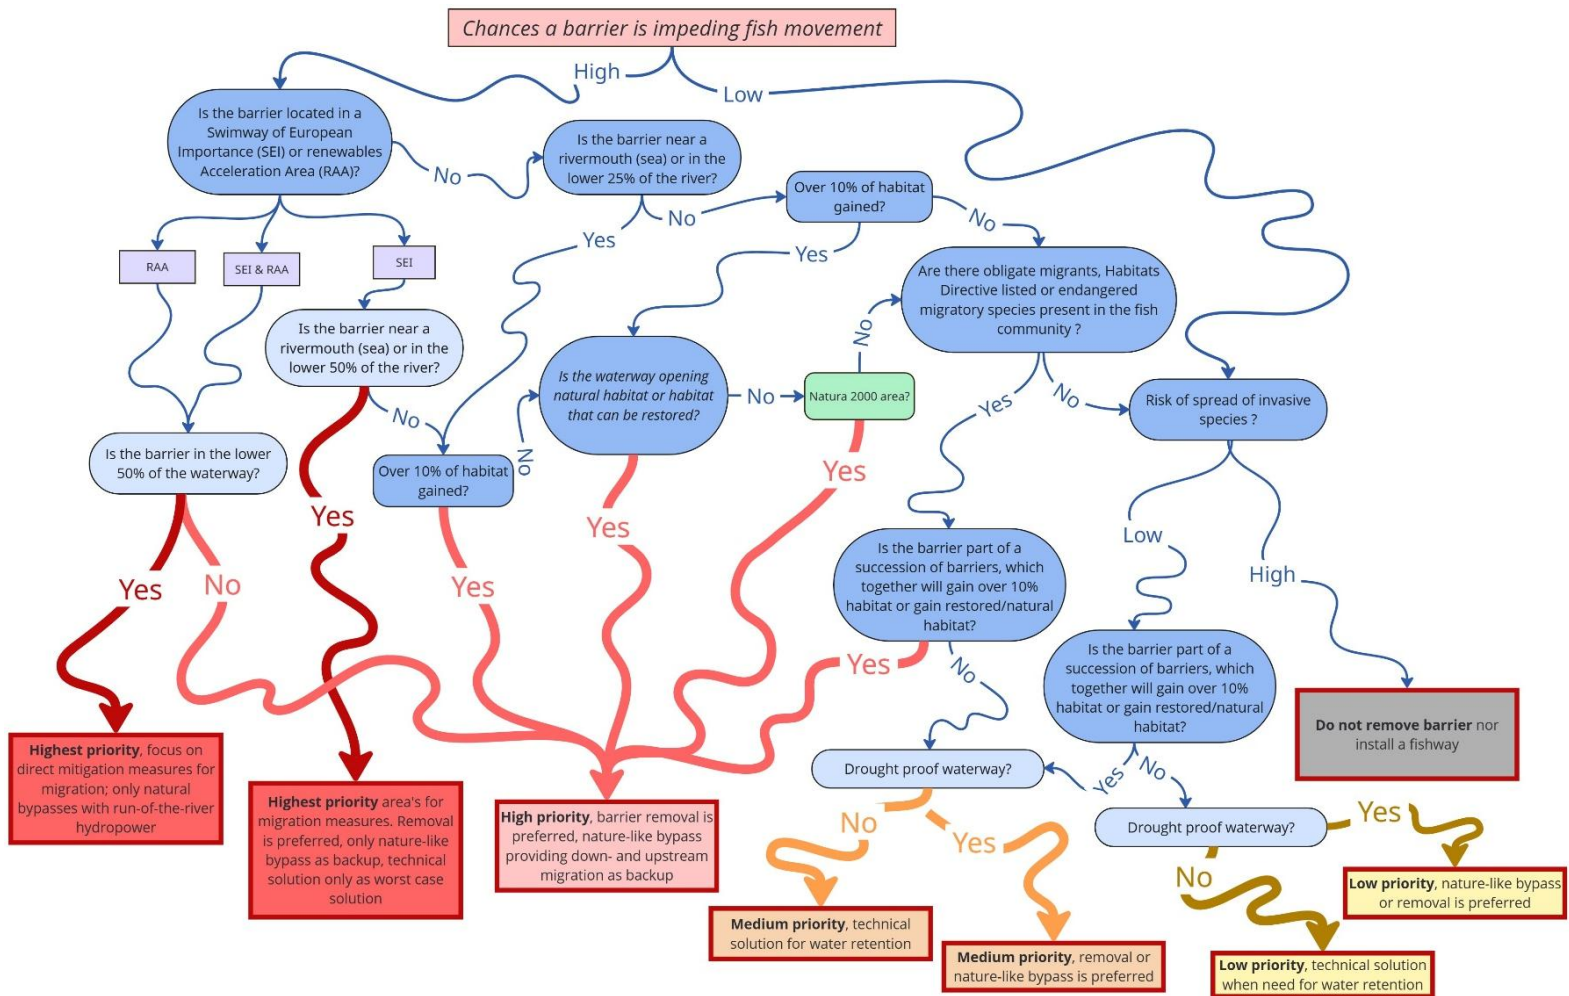 Chances a barrier is impeding fish movement
High
Low
Is the barrier located in a
Swimway of European
Importance (SEI) or renewables
Acceleration Area (RAA)?
No
Is the barrier near a
rivermouth (sea) or in the
lower 25% of the river?
No
Yes
Over 10% of habitat
gained?
No
Yes
RAA
SEI & RAA
SEI
Are there obligate migrants, Habitats
Directive listed or endangered
migratory species present in the fish
community ?
Is the barrier near a
rivermouth (sea) or in the
lower 50% of the river?
No
Is the waterway opening
natural habitat or habitat
that can be restored?
No
Natura 2000 area?
No
Yes
No
Risk of spread of invasive
species ?
Is the barrier in the lower
50% of the waterway?
Over 10% of habitat
gained?
No
Yes
Yes
Yes
Yes
Low
High
Yes
No
Yes
Is the barrier part of a
succession of barriers, which
together will gain over 10%
habitat or gain restored/natural
habitat?
Yes
No
Is the barrier part of a
succession of barriers, which
together will gain over 10%
habitat or gain restored/natural
habitat?
Yes
No
Do not remove barrier nor
install a fishway
Drought proof waterway?
No
Yes
Drought proof waterway?
Yes
No
Highest priority, focus on
direct mitigation measures for
migration; only natural
bypasses with run-of-the-river
hydropower
Highest priority area's for
migration measures. Removal
is preferred, only nature-like
bypass as backup, technical
solution only as worst case
solution
High priority, barrier removal is
preferred, nature-like bypass
providing down- and upstream
migration as backup
Medium priority, technical
solution for water retention
Medium priority, removal or
nature-like bypass is preferred
Low priority, nature-like bypass
or removal is preferred
Low priority, technical solution
when need for water retention